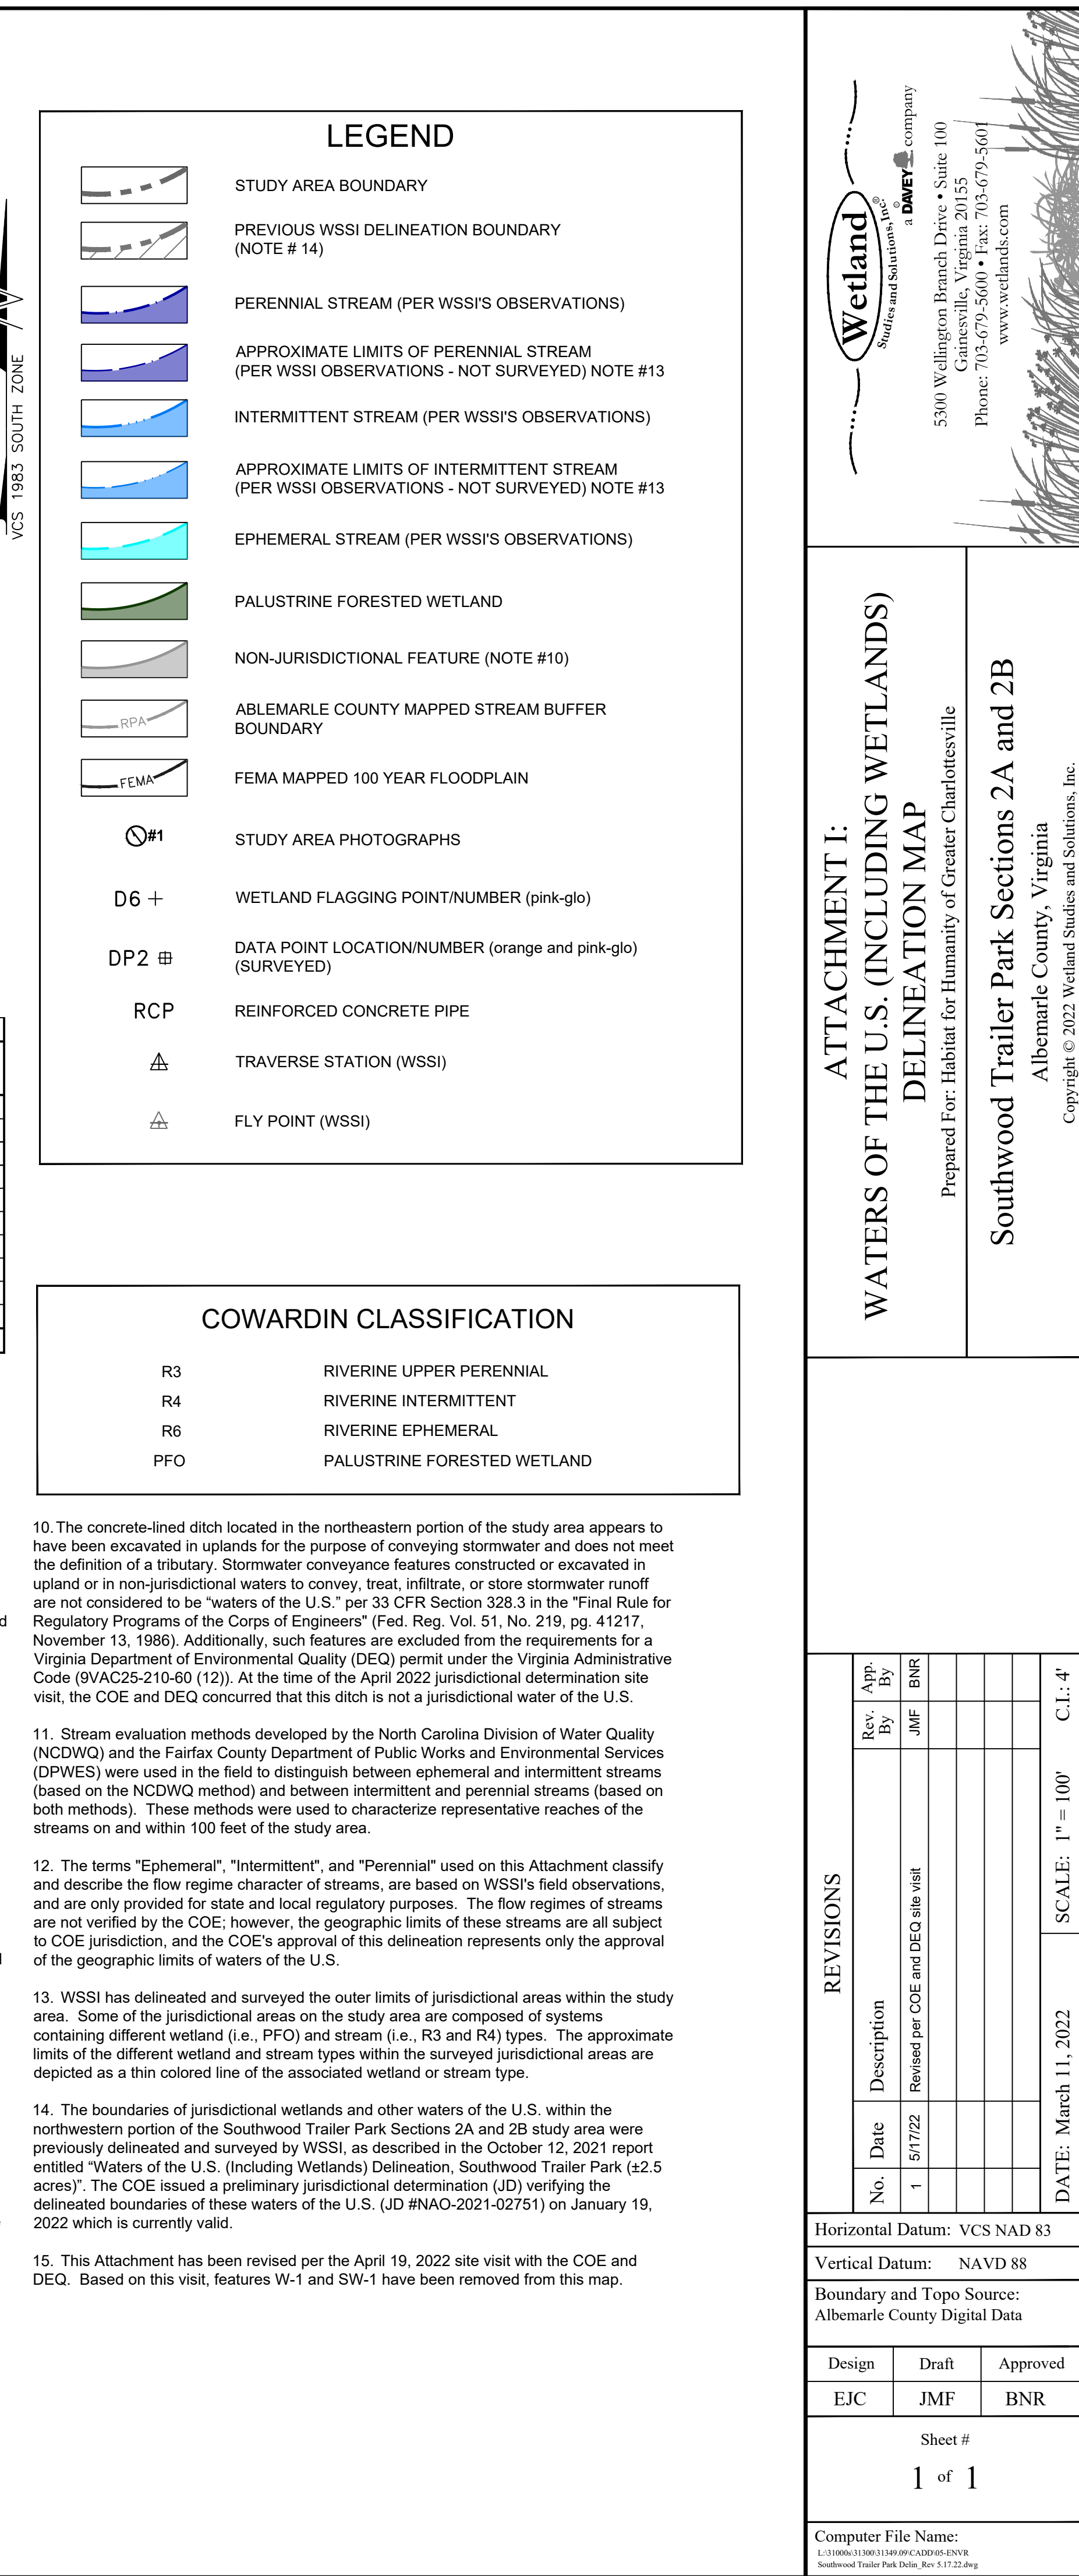 VCS 1983 SOUTH ZONE
LEGEND
STUDY AREA BOUNDARY
PREVIOUS WSSI DELINEATION BOUNDARY
(NOTE # 14)
PERENNIAL STREAM (PER WSSI'S OBSERVATIONS)
APPROXIMATE LIMITS OF PERENNIAL STREAM
(PER WSSI OBSERVATIONS - NOT SURVEYED) NOTE #13
INTERMITTENT STREAM (PER WSSI'S OBSERVATIONS)
APPROXIMATE LIMITS OF INTERMITTENT STREAM
(PER WSSI OBSERVATIONS - NOT SURVEYED) NOTE #13
EPHEMERAL STREAM (PER WSSI'S OBSERVATIONS)
PALUSTRINE FORESTED WETLAND
NON-JURISDICTIONAL FEATURE (NOTE #10)
RPA ABLEMARLE COUNTY MAPPED STREAM BUFFER
BOUNDARY
FEMA FEMA MAPPED 100 YEAR FLOODPLAIN
#1 STUDY AREA PHOTOGRAPHS
D6 WETLAND FLAGGING POINT/NUMBER (pink-glo)
DP2 DATA POINT LOCATION/NUMBER (orange and pink-glo)
(SURVEYED)
RCP REINFORCED CONCRETE PIPE
TRAVERSE STATION (WSSI)
FLY POINT (WSSI)
COWARDIN CLASSIFICATION
R3 RIVERINE UPPER PERENNIAL
R4 RIVERINE INTERMITTENT
R6 RIVERINE EPHEMERAL
PFO PALUSTRINE FORESTED WETLAND
10. The concrete-lined ditch located in the northeastern portion of the study area appears to
have been excavated in uplands for the purpose of conveying stormwater and does not meet
the definition of a tributary. Stormwater conveyance features constructed or excavated in
upland or in non-jurisdictional waters to convey, treat, infiltrate, or store stormwater runoff
are not considered to be “waters of the U.S.” per 33 CFR Section 328.3 in the "Final Rule for
Regulatory Programs of the Corps of Engineers" (Fed. Reg. Vol. 51, No. 219, pg. 41217,
November 13, 1986). Additionally, such features are excluded from the requirements for a
Virginia Department of Environmental Quality (DEQ) permit under the Virginia Administrative
Code (9VAC25-210-60 (12)). At the time of the April 2022 jurisdictional determination site
visit, the COE and DEQ concurred that this ditch is not a jurisdictional water of the U.S.
11. Stream evaluation methods developed by the North Carolina Division of Water Quality
(NCDWQ) and the Fairfax County Department of Public Works and Environmental Services
(DPWES) were used in the field to distinguish between ephemeral and intermittent streams
(based on the NCDWQ method) and between intermittent and perennial streams (based on
both methods). These methods were used to characterize representative reaches of the
streams on and within 100 feet of the study area.
12. The terms "Ephemeral", "Intermittent", and "Perennial" used on this Attachment classify
and describe the flow regime character of streams, are based on WSSI's field observations,
and are only provided for state and local regulatory purposes. The flow regimes of streams
are not verified by the COE; however, the geographic limits of these streams are all subject
to COE jurisdiction, and the COE's approval of this delineation represents only the approval
of the geographic limits of waters of the U.S.
13. WSSI has delineated and surveyed the outer limits of jurisdictional areas within the study
area. Some of the jurisdictional areas on the study area are composed of systems
containing different wetland (i.e., PFO) and stream (i.e., R3 and R4) types. The approximate
limits of the different wetland and stream types within the surveyed jurisdictional areas are
depicted as a thin colored line of the associated wetland or stream type.
14. The boundaries of jurisdictional wetlands and other waters of the U.S. within the
northwestern portion of the Southwood Trailer Park Sections 2A and 2B study area were
previously delineated and surveyed by WSSI, as described in the October 12, 2021 report
entitled “Waters of the U.S. (Including Wetlands) Delineation, Southwood Trailer Park (±2.5
acres)”. The COE issued a preliminary jurisdictional determination (JD) verifying the
delineated boundaries of these waters of the U.S. (JD #NAO-2021-02751) on January 19,
2022 which is currently valid.
15. This Attachment has been revised per the April 19, 2022 site visit with the COE and
DEQ. Based on this visit, features W-1 and SW-1 have been removed from this map.
Wetland ®
Studies and Solutions, Inc.
a DAVEY company
5300 Wellington Branch Drive • Suite 100
Gainesville, Virginia 20155
Phone: 703-679-5600 • Fax: 703-679-5601
www.wetlands.com
ATTACHMENT I:
WATERS OF THE U.S. (INCLUDING WETLANDS)
DELINEATION MAP
Prepared For: Habitat for Humanity of Greater Charlottesville
Southwood Trailer Park Sections 2A and 2B
Albemarle County, Virginia
Copyright © 2022 Wetland Studies and Solutions, Inc.
REVISIONS
No. Date Description Rev. By App. By
1 5/17/22 Revised per COE and DEQ site visit JMF BNR
DATE: March 11, 2022 SCALE: 1" = 100' C.I.: 4'
Horizontal Datum: VCS NAD 83
Vertical Datum: NAVD 88
Boundary and Topo Source:
Albemarle County Digital Data
Design Draft Approved
EJC JMF BNR
Sheet #
1 of 1
Computer File Name:
L:\31000s\31300\31349.09\CADD\05-ENVR
Southwood Trailer Park Delin_Rev 5.17.22.dwg